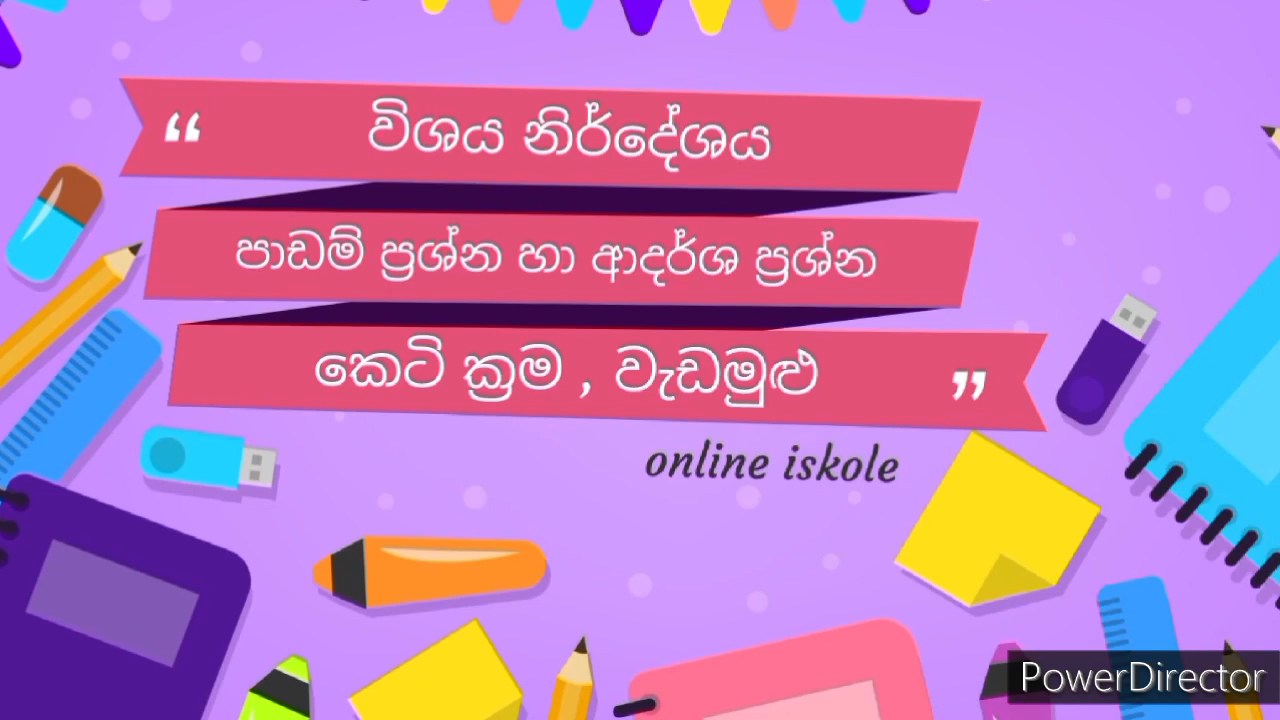 “ විශය නිර්දේශය
පාඩම් ප්‍රශ්න හා ආදර්ශ ප්‍රශ්න
කෙටි ක්‍රම , වැඩමුළු ”
online iskole
PowerDirector